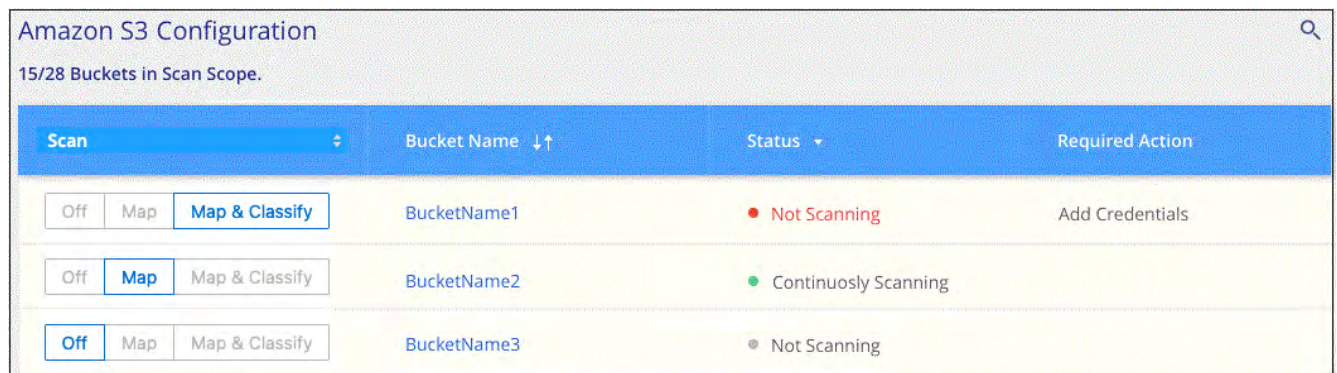 Amazon S3 Configuration
15/28 Buckets in Scan Scope.
Scan Bucket Name Status Required Action
Off Map Map & Classify BucketName1 Not Scanning Add Credentials
Off Map Map & Classify BucketName2 Continuosly Scanning
Off Map Map & Classify BucketName3 Not Scanning